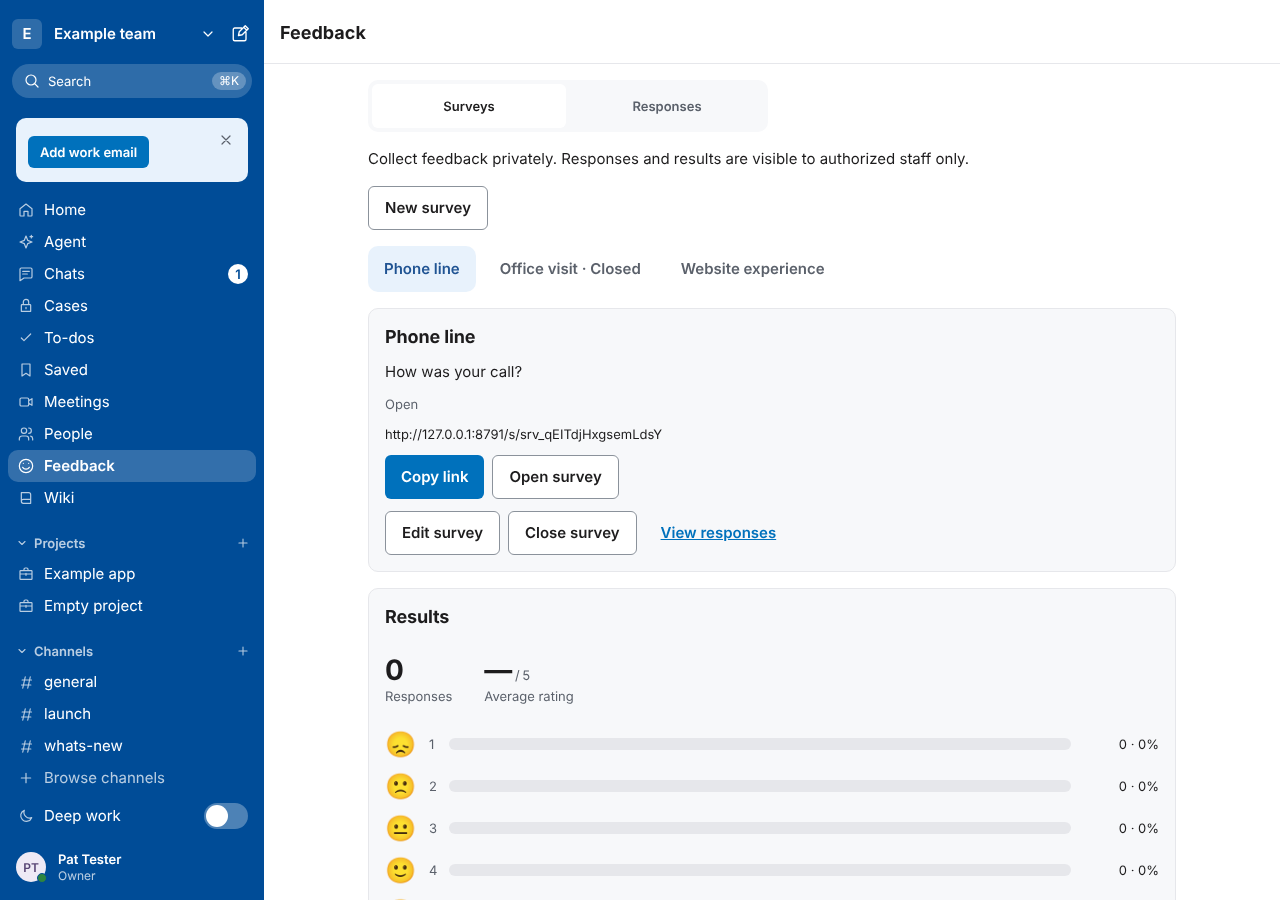 E Example team
Search ⌘K
Add work email
Home
Agent
Chats 1
Cases
To-dos
Saved
Meetings
People
Feedback
Wiki
Projects
Example app
Empty project
Channels
general
launch
whats-new
Browse channels
Deep work
PT Pat Tester
Owner
Feedback
Surveys Responses
Collect feedback privately. Responses and results are visible to authorized staff only.
New survey
Phone line Office visit · Closed Website experience
Phone line
How was your call?
Open
http://127.0.0.1:8791/s/srv_qEITdjHxgsemLdsY
Copy link Open survey
Edit survey Close survey View responses
Results
0 — / 5
Responses Average rating
1 0 · 0%
2 0 · 0%
3 0 · 0%
4 0 · 0%